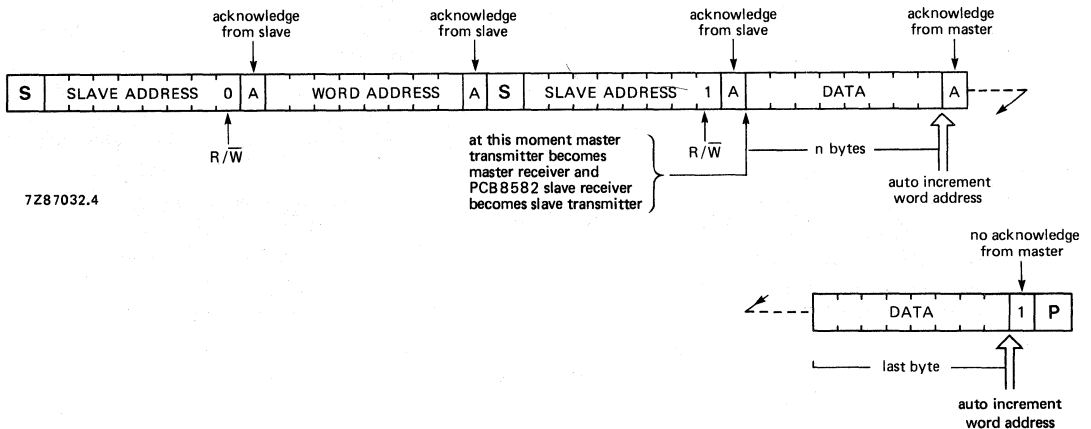 acknowledge
from slave
acknowledge
from slave
acknowledge
from slave
acknowledge
from master
S SLAVE ADDRESS 0 A WORD ADDRESS A S SLAVE ADDRESS 1 A DATA A
R/W̅
at this moment master
transmitter becomes
master receiver and
PCB8582 slave receiver
becomes slave transmitter
R/W̅
n bytes
auto increment
word address
7Z87032.4
no acknowledge
from master
DATA 1 P
last byte
auto increment
word address